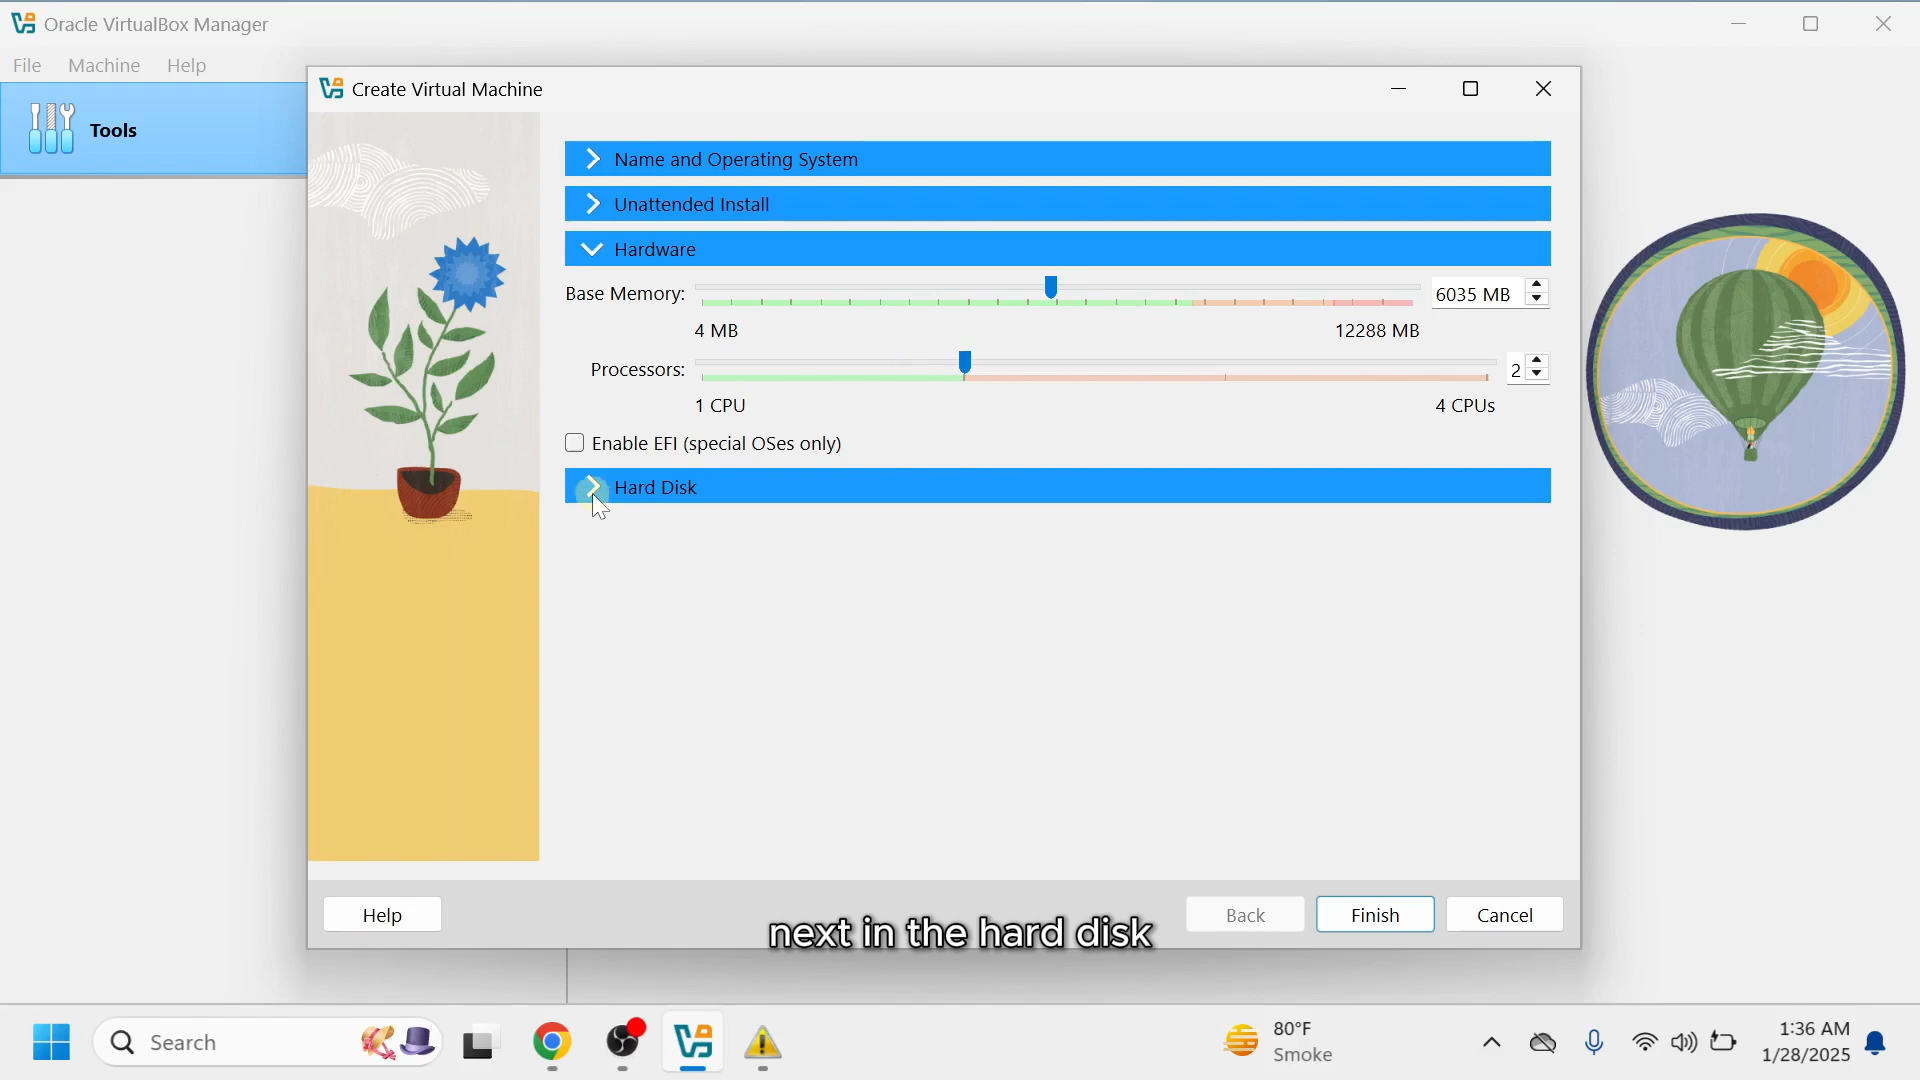 Oracle VirtualBox Manager
File Machine Help
Tools
Create Virtual Machine
Name and Operating System
Unattended Install
Hardware
Base Memory:
6035 MB
4 MB
12288 MB
Processors:
2
1 CPU
4 CPUs
Enable EFI (special OSes only)
Hard Disk
Help
Back
Finish
Cancel
next in the hard disk
Search
80°F
Smoke
1:36 AM
1/28/2025